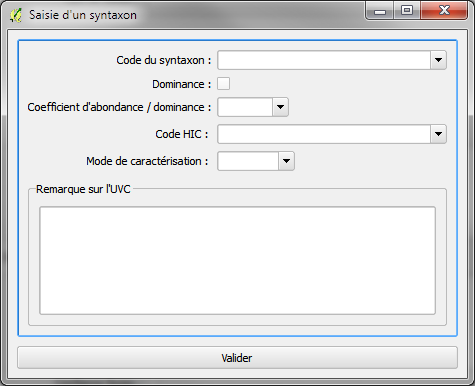 Saisie d'un syntaxon
Code du syntaxon :
Dominance :
Coefficient d'abondance / dominance :
Code HIC :
Mode de caractérisation :
Remarque sur l'UVC
Valider